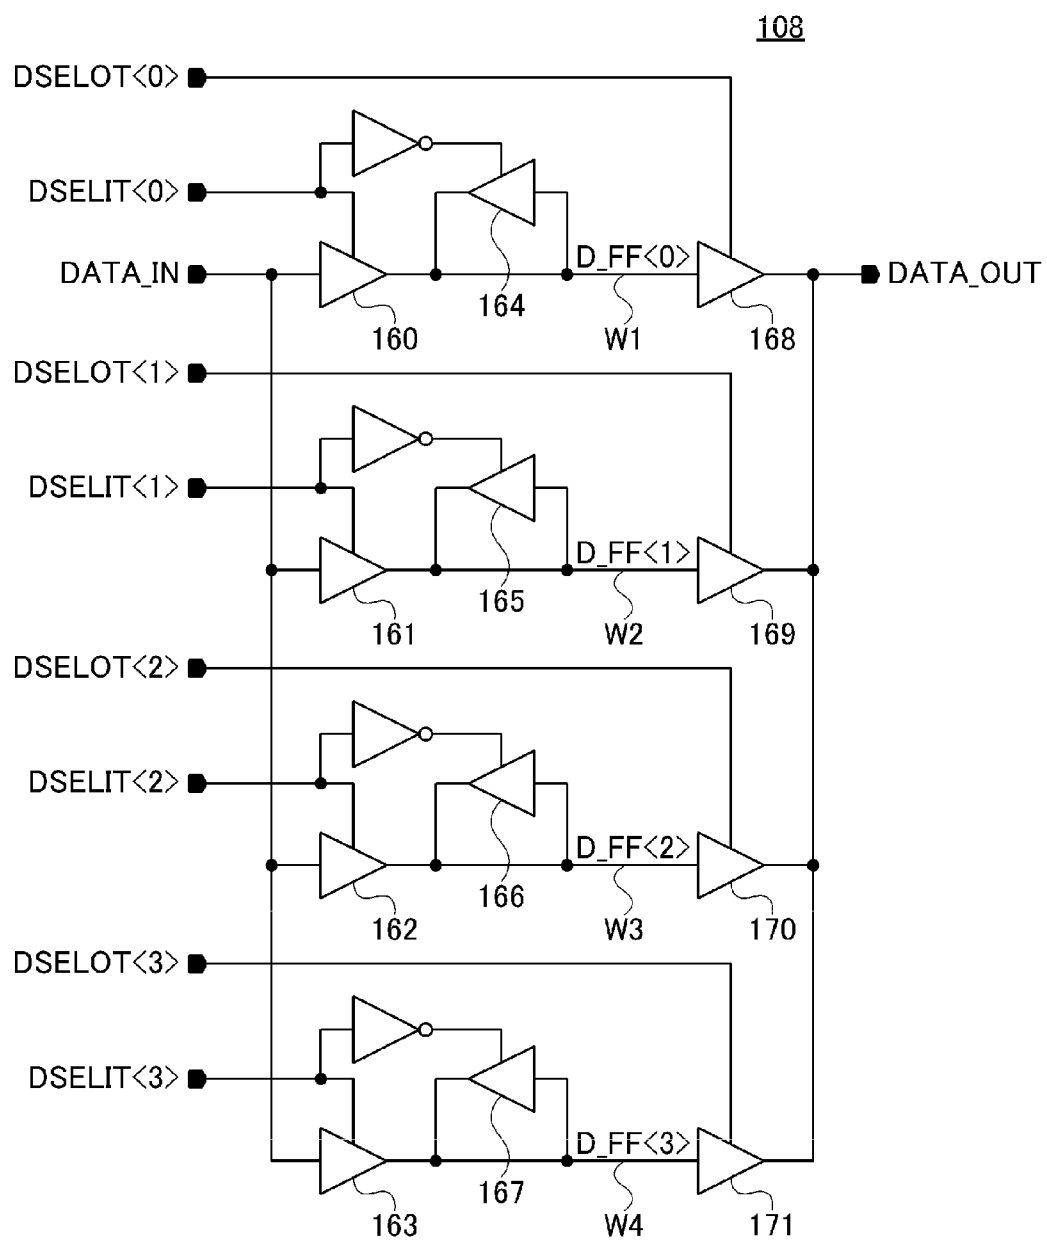 108
DSELOT<0>
DSELIT<0>
DATA_IN
D_FF<0>
DATA_OUT
160
164
W1
168
DSELOT<1>
DSELIT<1>
D_FF<1>
161
165
W2
169
DSELOT<2>
DSELIT<2>
D_FF<2>
162
166
W3
170
DSELOT<3>
DSELIT<3>
D_FF<3>
163
167
W4
171